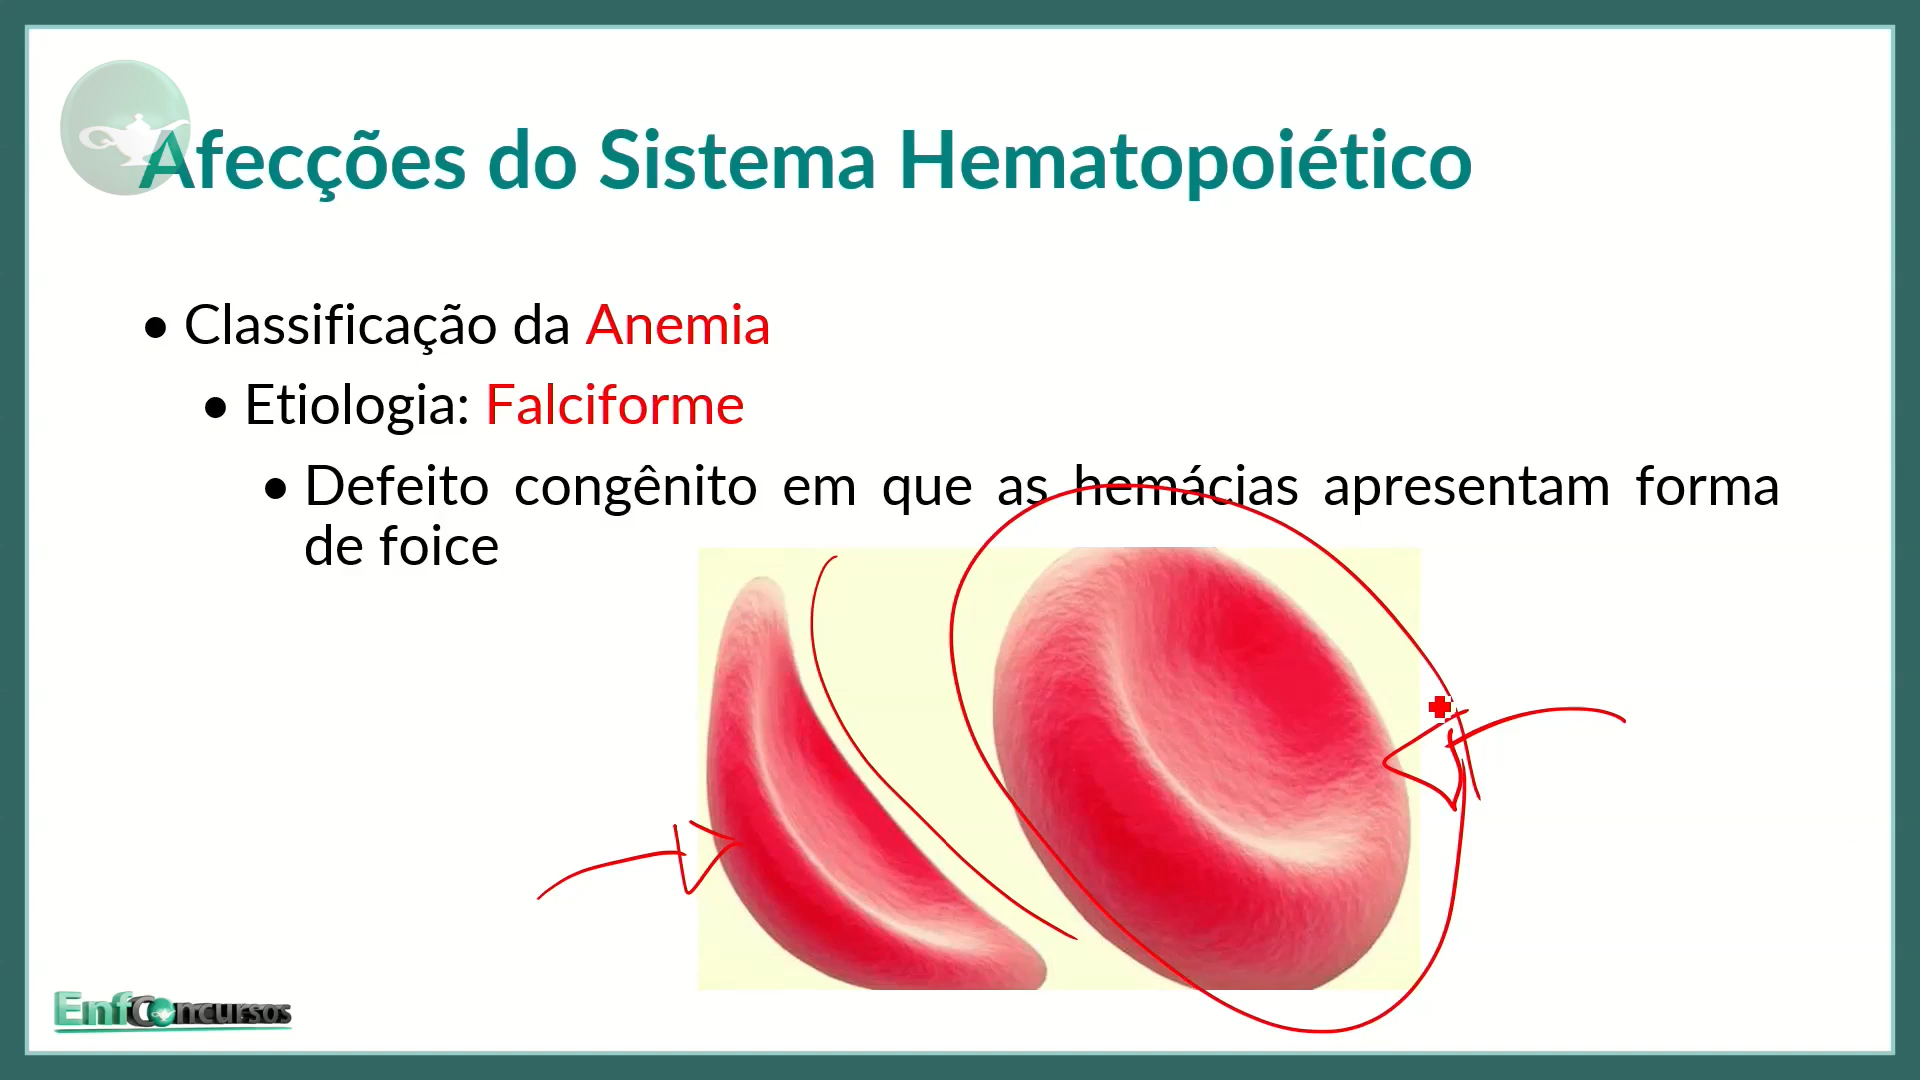 Afecções do Sistema Hematopoiético
• Classificação da Anemia
• Etiologia: Falciforme
• Defeito congênito em que as hemácias apresentam forma
de foice
EnfConcursos